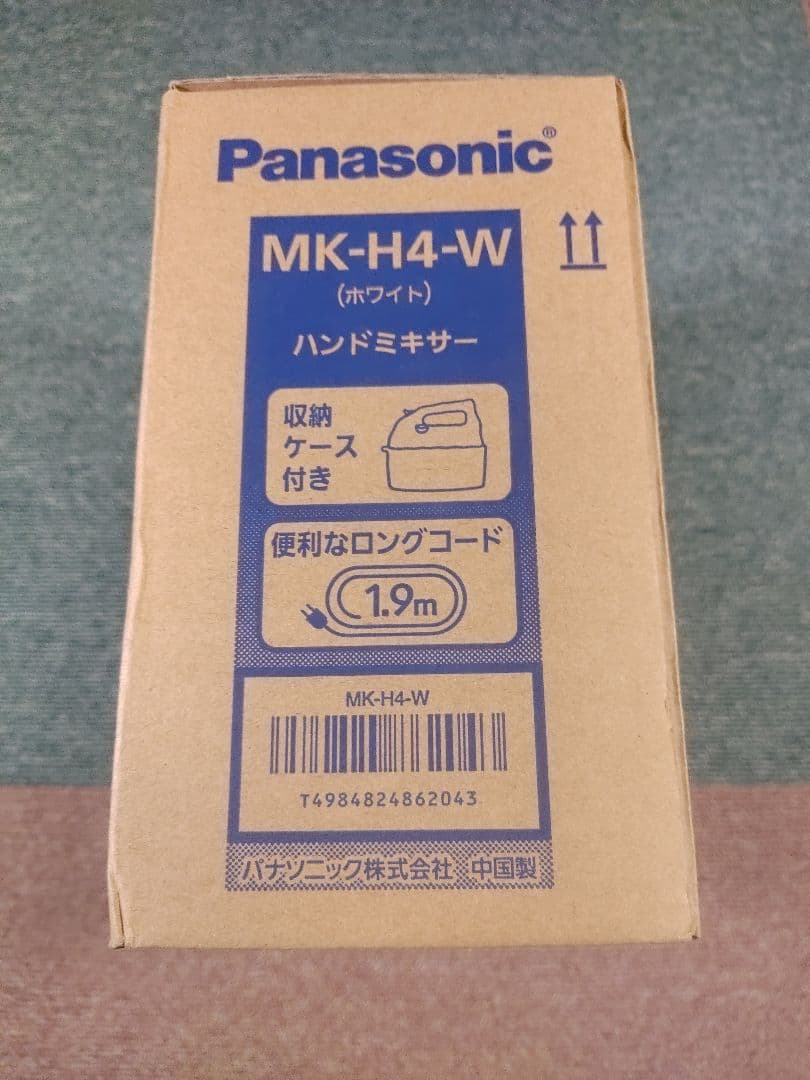 Panasonic®
MK-H4-W
(ホワイト)
ハンドミキサー
収納
ケース
付き
便利なロングコード
1.9m
MK-H4-W
T4984824862043
パナソニック株式会社 中国製